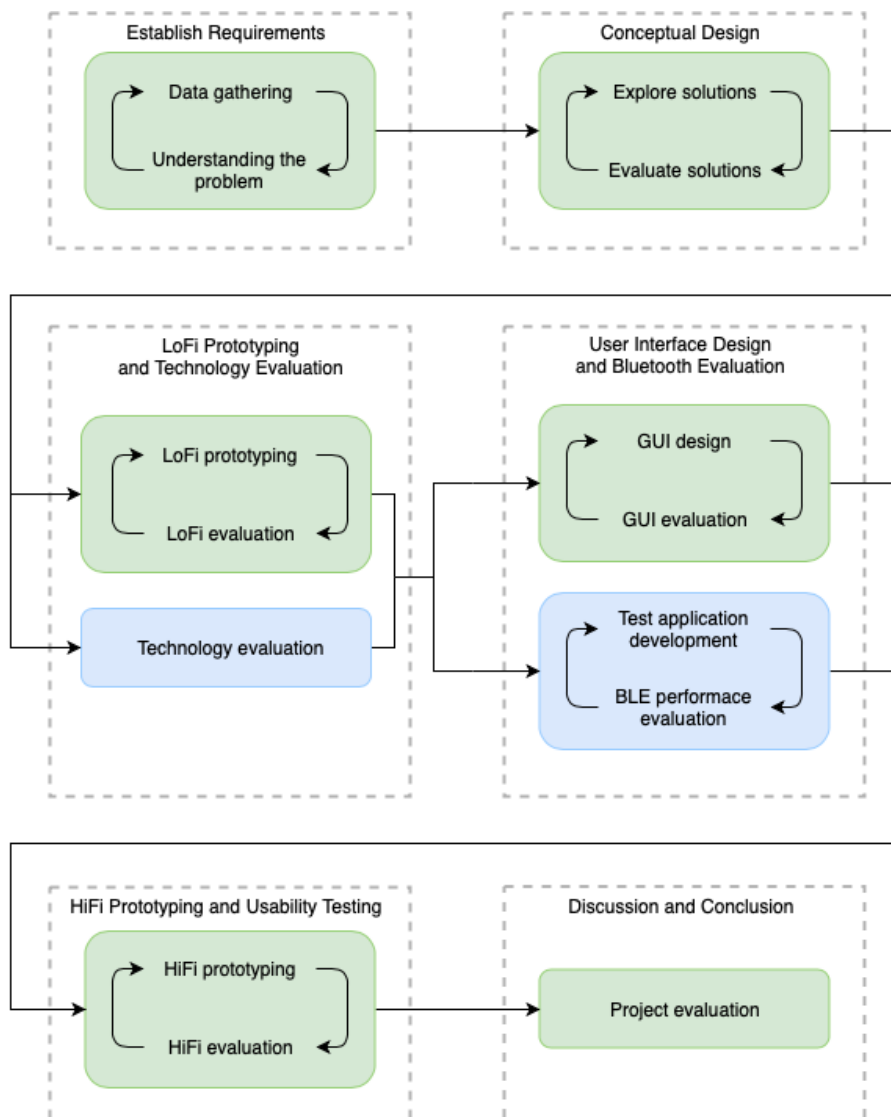 Establish Requirements
Data gathering
Understanding the
problem
Conceptual Design
Explore solutions
Evaluate solutions
LoFi Prototyping
and Technology Evaluation
LoFi prototyping
LoFi evaluation
Technology evaluation
User Interface Design
and Bluetooth Evaluation
GUI design
GUI evaluation
Test application
development
BLE performace
evaluation
HiFi Prototyping and Usability Testing
HiFi prototyping
HiFi evaluation
Discussion and Conclusion
Project evaluation